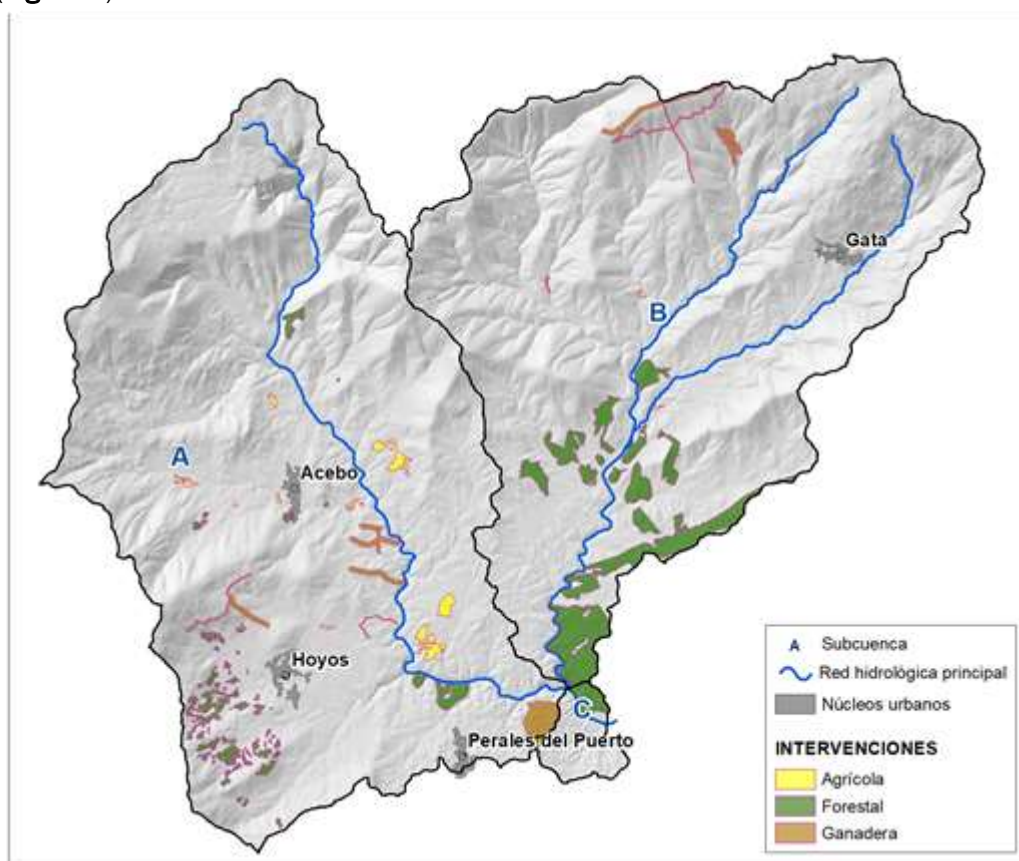 Gata
B
A
Acebo
Hoyos
C
Perales del Puerto
A Subcuenca
Red hidrológica principal
Núcleos urbanos
INTERVENCIONES
Agrícola
Forestal
Ganadera